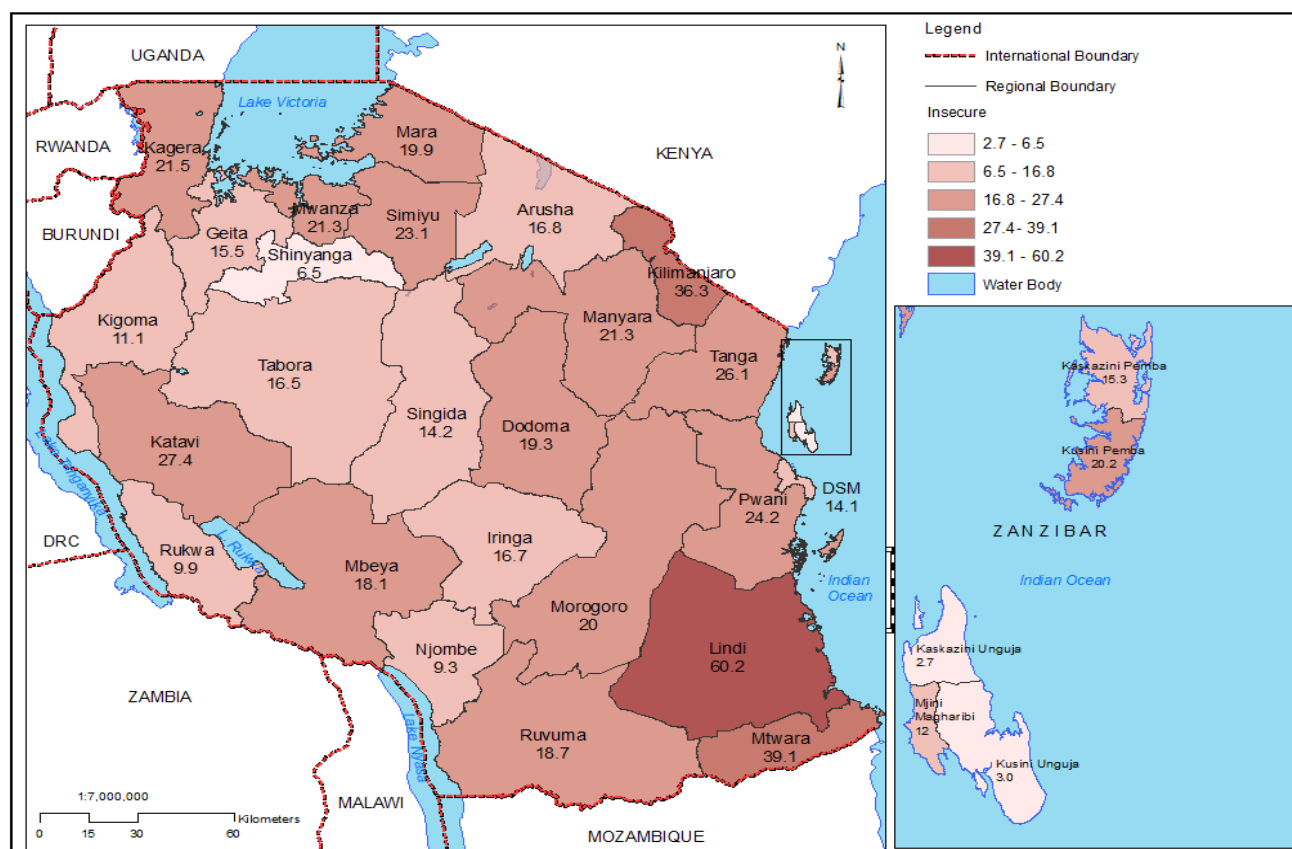 UGANDA
Lake Victoria
N
RWANDA
Kagera
21.5
Mara
19.9
KENYA
BURUNDI
Geita
15.5
Mwanza
21.3
Simiyu
23.1
Arusha
16.8
Shinyanga
6.5
Kilimanjaro
36.3
Kigoma
11.1
Tabora
16.5
Manyara
21.3
Tanga
26.1
Singida
14.2
Dodoma
19.3
Katavi
27.4
Lake Tanganyika
Pwani
24.2
DSM
14.1
DRC
Rukwa
9.9
L. Rukwa
Mbeya
18.1
Iringa
16.7
Morogoro
20
Indian
Ocean
Njombe
9.3
Lindi
60.2
ZAMBIA
Lake Nyasa
Ruvuma
18.7
Mtwara
39.1
MALAWI
MOZAMBIQUE
1:7,000,000
Kilometers
0 15 30 60
Legend
International Boundary
Regional Boundary
Insecure
2.7 - 6.5
6.5 - 16.8
16.8 - 27.4
27.4- 39.1
39.1 - 60.2
Water Body
Kaskazini Pemba
15.3
Kusini Pemba
20.2
ZANZIBAR
Indian Ocean
Kaskazini Unguja
2.7
Mjini
Magharibi
12
Kusini Unguja
3.0